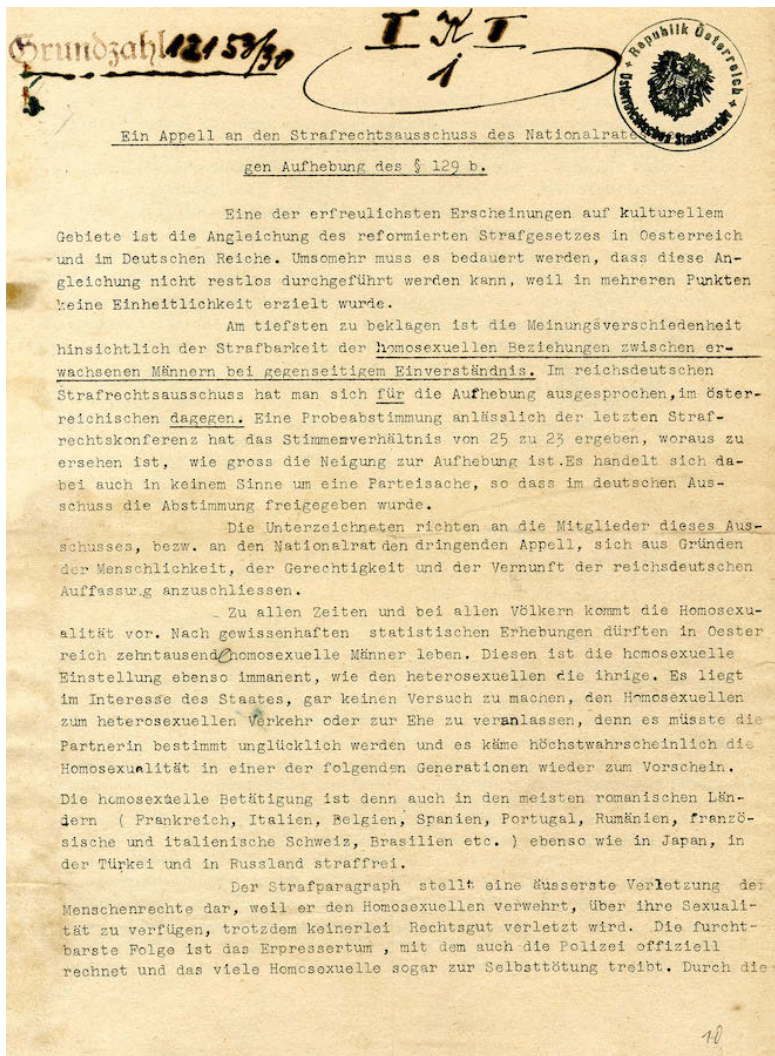 Grundzahl 12153/30
I K I
1
Republik Österreich
Österreichisches Staatsarchiv
Ein Appell an den Strafrechtsausschuss des Nationalrates
gen Aufhebung des § 129 b.
Eine der erfreulichsten Erscheinungen auf kulturellem
Gebiete ist die Angleichung des reformierten Strafgesetzes in Oesterreich
und im Deutschen Reiche. Umsomehr muss es bedauert werden, dass diese An-
gleichung nicht restlos durchgeführt werden kann, weil in mehreren Punkten
keine Einheitlichkeit erzielt wurde.
Am tiefsten zu beklagen ist die Meinungsverschiedenheit
hinsichtlich der Strafbarkeit der homosexuellen Beziehungen zwischen er-
wachsenen Männern bei gegenseitigem Einverständnis. Im reichsdeutschen
Strafrechtsausschuss hat man sich für die Aufhebung ausgesprochen,im öster-
reichischen dagegen. Eine Probeabstimmung anlässlich der letzten Straf-
rechtskonferenz hat das Stimmenverhältnis von 25 zu 23 ergeben, woraus zu
ersehen ist, wie gross die Neigung zur Aufhebung ist.Es handelt sich da-
bei auch in keinem Sinne um eine Parteisache, so dass im deutschen Aus-
schuss die Abstimmung freigegeben wurde.
Die Unterzeichneten richten an die Mitglieder dieses Aus-
schusses, bezw. an den Nationalrat den dringenden Appell, sich aus Gründen
der Menschlichkeit, der Gerechtigkeit und der Vernunft der reichsdeutschen
Auffassung anzuschliessen.
Zu allen Zeiten und bei allen Völkern kommt die Homosexu-
alität vor. Nach gewissenhaften statistischen Erhebungen dürften in Oester
reich zehntausend homosexuelle Männer leben. Diesen ist die homosexuelle
Einstellung ebenso immanent, wie den heterosexuellen die ihrige. Es liegt
im Interesse des Staates, gar keinen Versuch zu machen, den Homosexuellen
zum heterosexuellen Verkehr oder zur Ehe zu veranlassen, denn es müsste die
Partnerin bestimmt unglücklich werden und es käme höchstwahrscheinlich die
Homosexualität in einer der folgenden Generationen wieder zum Vorschein.
Die homosexuelle Betätigung ist denn auch in den meisten romanischen Län-
dern ( Frankreich, Italien, Belgien, Spanien, Portugal, Rumänien, franzö-
sische und italienische Schweiz, Brasilien etc. ) ebenso wie in Japan, in
der Türkei und in Russland straffrei.
Der Strafparagraph stellt eine äusserste Verletzung der
Menschenrechte dar, weil er den Homosexuellen verwehrt, über ihre Sexuali-
tät zu verfügen, trotzdem keinerlei Rechtsgut verletzt wird. Die furcht-
barste Folge ist das Erpressertum , mit dem auch die Polizei offiziell
rechnet und das viele Homosexuelle sogar zur Selbsttötung treibt. Durch die
10